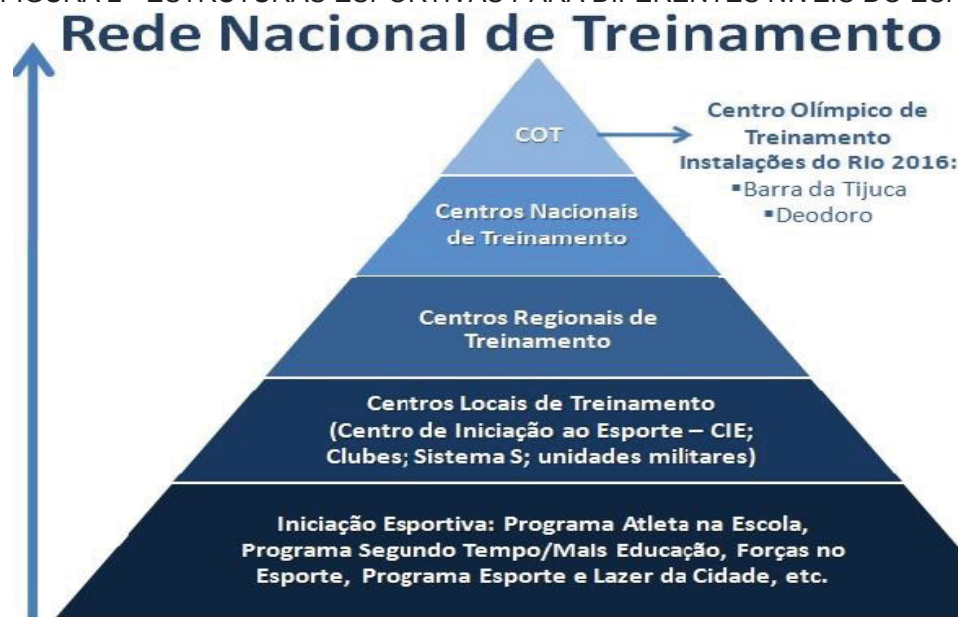 Rede Nacional de Treinamento
COT
Centro Olímpico de
Treinamento
Instalações do RIo 2016:
▪Barra da Tijuca
▪Deodoro
Centros Nacionais
de Treinamento
Centros Regionais de
Treinamento
Centros Locais de Treinamento
(Centro de Iniciação ao Esporte – CIE;
Clubes; Sistema S; unidades militares)
Iniciação Esportiva: Programa Atleta na Escola,
Programa Segundo Tempo/Mais Educação, Forças no
Esporte, Programa Esporte e Lazer da Cidade, etc.